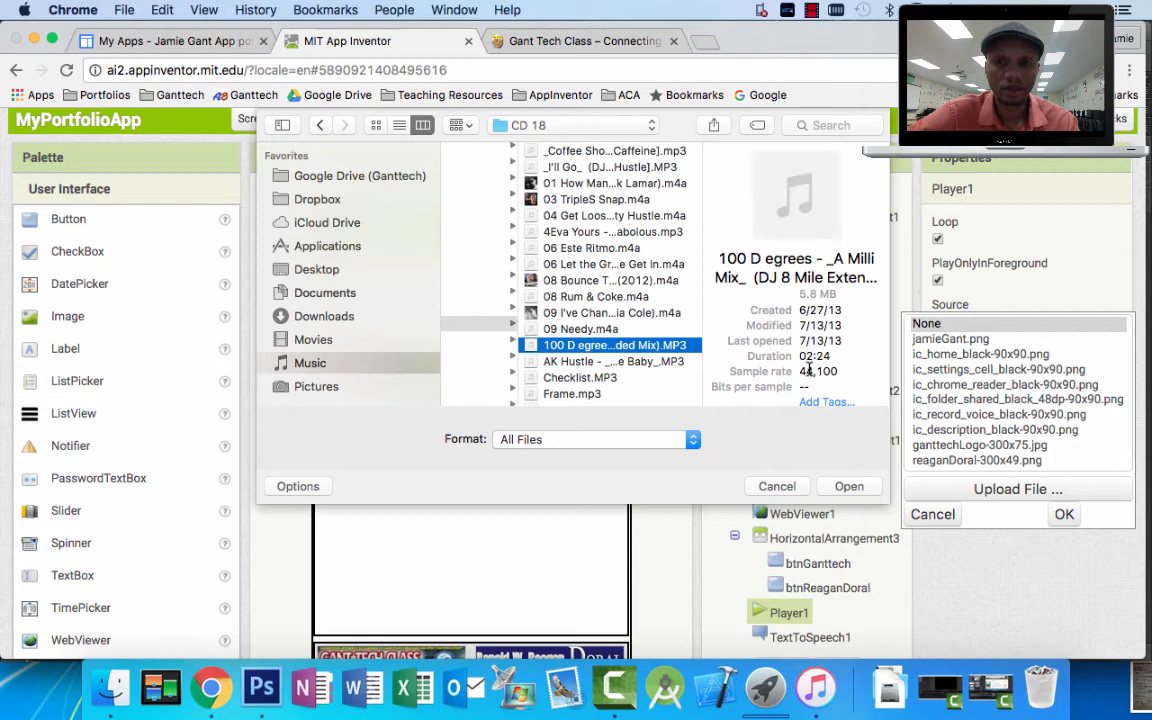 Chrome File Edit View History Bookmarks People Window Help
My Apps - Jamie Gant App por
MIT App Inventor
Gant Tech Class – Connecting
ai2.appinventor.mit.edu/?locale=en#5890921408495616
Apps Portfolios Ganttech Ganttech Google Drive Teaching Resources AppInventor ACA Bookmarks Google
MyPortfolioApp
CD 18
Search
Palette
User Interface
Button
CheckBox
DatePicker
Image
Label
ListPicker
ListView
Notifier
PasswordTextBox
Slider
Spinner
TextBox
TimePicker
WebViewer
Favorites
Google Drive (Ganttech)
Dropbox
iCloud Drive
Applications
Desktop
Documents
Downloads
Movies
Music
Pictures
_Coffee Sho...Caffeine].mp3
_I'll Go_ (DJ...Hustle].MP3
01 How Man...k Lamar).m4a
03 TripleS Snap.m4a
04 Get Loos...ty Hustle.m4a
4Eva Yours -...abolous.mp3
06 Este Ritmo.m4a
06 Let the Gr...e Get In.m4a
08 Bounce T...(2012).m4a
08 Rum & Coke.m4a
09 I've Chan...ia Cole).m4a
09 Needy.m4a
100 D egree...ded Mix).MP3
AK Hustle - _...e Baby_.MP3
Checklist.MP3
Frame.mp3
100 D egrees - _A Milli
Mix_ (DJ 8 Mile Exten...
5.8 MB
Created 6/27/13
Modified 7/13/13
Last opened 7/13/13
Duration 02:24
Sample rate 44,100
Bits per sample --
Add Tags...
Format: All Files
Options
Cancel
Open
Properties
Player1
Loop
PlayOnlyInForeground
Source
None
jamieGant.png
ic_home_black-90x90.png
ic_settings_cell_black-90x90.png
ic_chrome_reader_black-90x90.png
ic_folder_shared_black_48dp-90x90.png
ic_record_voice_black-90x90.png
ic_description_black-90x90.png
ganttechLogo-300x75.jpg
reaganDoral-300x49.png
Upload File ...
Cancel
OK
WebViewer1
HorizontalArrangement3
btnGanttech
btnReaganDoral
Player1
TextToSpeech1